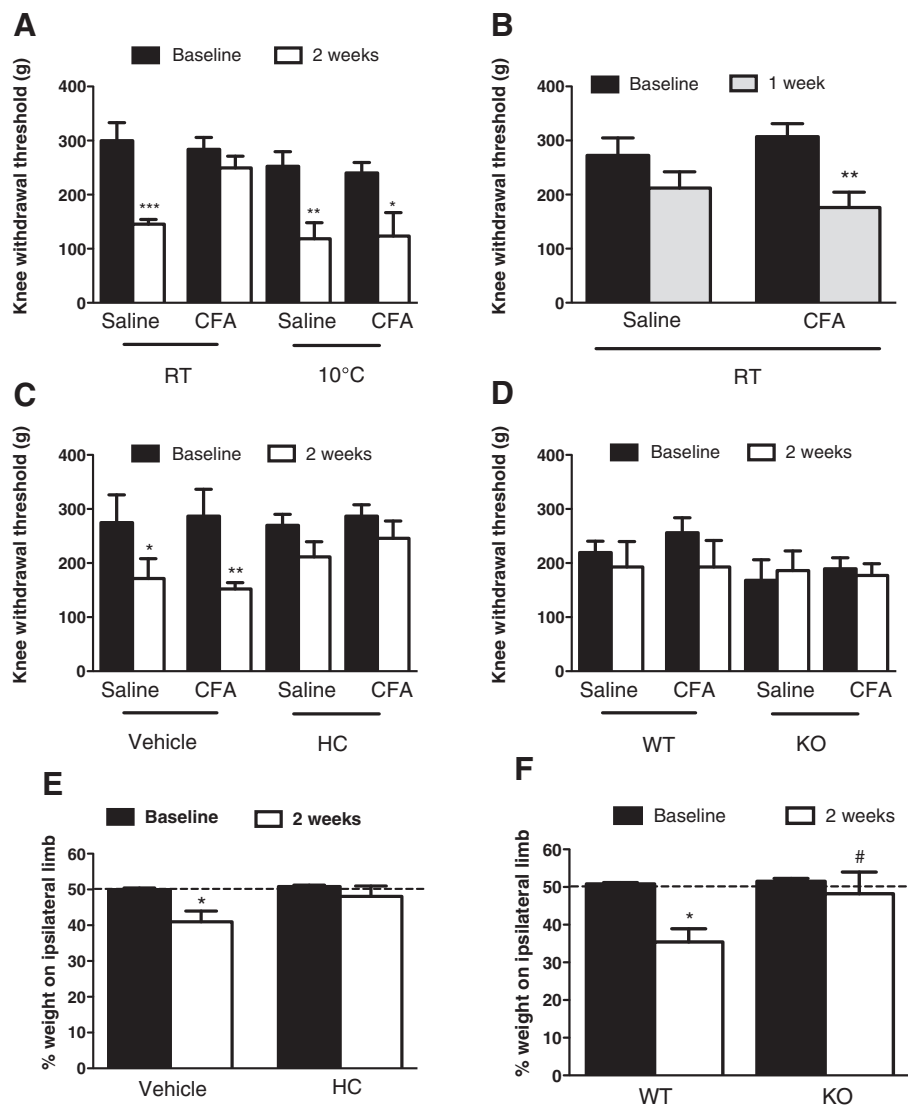 A
Baseline 2 weeks
Knee withdrawal threshold (g)
400
300
200
100
0
*** ** *
Saline CFA Saline CFA
RT 10°C
B
Baseline 1 week
Knee withdrawal threshold (g)
400
300
200
100
0
**
Saline CFA
RT
C
Baseline 2 weeks
Knee withdrawal threshold (g)
400
300
200
100
0
* **
Saline CFA Saline CFA
Vehicle HC
D
Baseline 2 weeks
Knee withdrawal threshold (g)
400
300
200
100
0
Saline CFA Saline CFA
WT KO
E
Baseline 2 weeks
% weight on ipsilateral limb
60
50
40
30
20
10
0
*
Vehicle HC
F
Baseline 2 weeks
% weight on ipsilateral limb
60
50
40
30
20
10
0
* #
WT KO